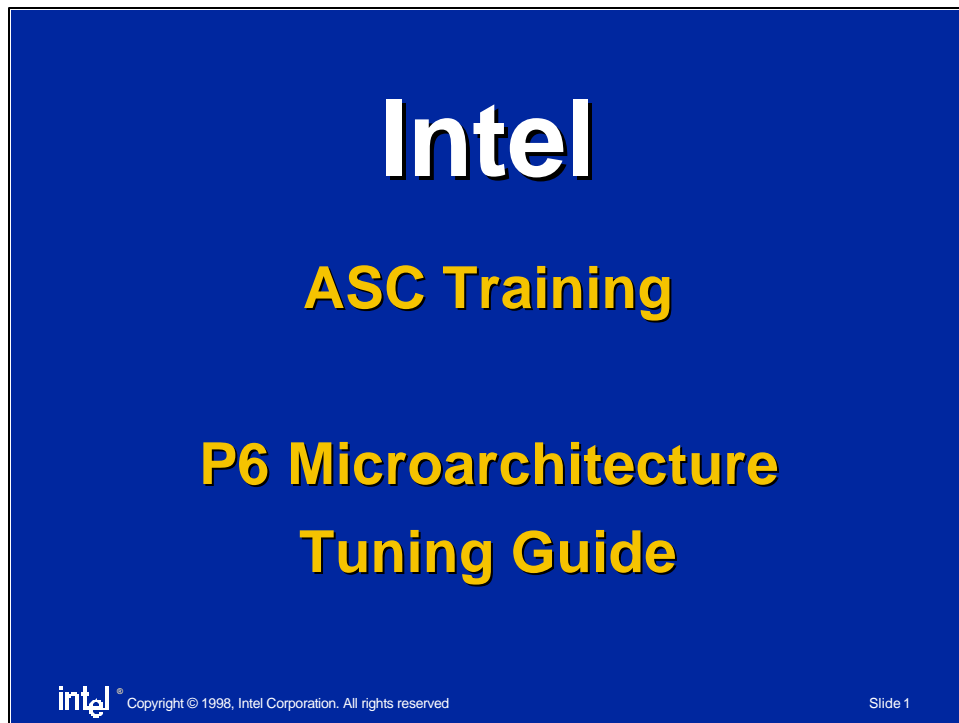 Intel
ASC Training
P6 Microarchitecture
Tuning Guide
intel ® Copyright © 1998, Intel Corporation. All rights reserved Slide 1